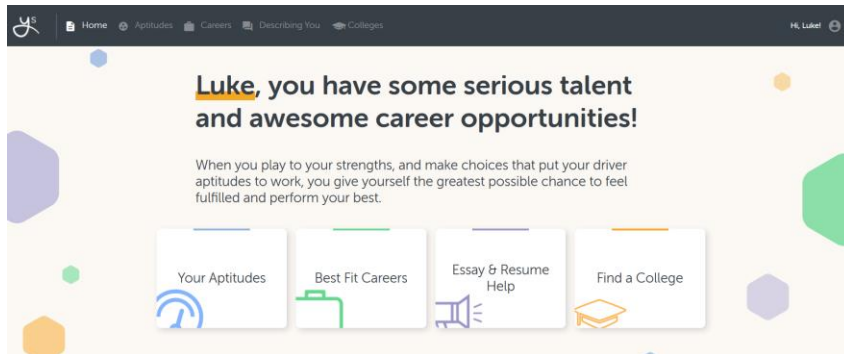 ys
Home Aptitudes Careers Describing You Colleges
Hi, Luke!
Luke, you have some serious talent
and awesome career opportunities!
When you play to your strengths, and make choices that put your driver
aptitudes to work, you give yourself the greatest possible chance to feel
fulfilled and perform your best.
Your Aptitudes
Best Fit Careers
Essay & Resume
Help
Find a College